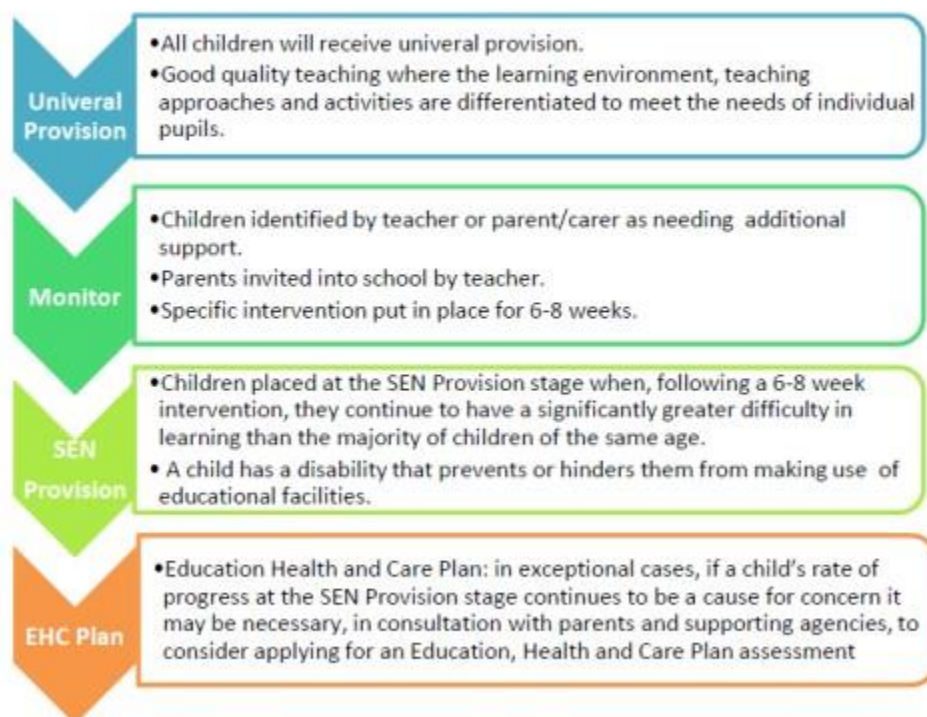 Univeral
Provision
•All children will receive univeral provision.
•Good quality teaching where the learning environment, teaching
approaches and activities are differentiated to meet the needs of individual
pupils.
Monitor
•Children identified by teacher or parent/carer as needing additional
support.
•Parents invited into school by teacher.
•Specific intervention put in place for 6-8 weeks.
SEN
Provision
•Children placed at the SEN Provision stage when, following a 6-8 week
intervention, they continue to have a significantly greater difficulty in
learning than the majority of children of the same age.
• A child has a disability that prevents or hinders them from making use of
educational facilities.
EHC Plan
•Education Health and Care Plan: in exceptional cases, if a child's rate of
progress at the SEN Provision stage continues to be a cause for concern it
may be necessary, in consultation with parents and supporting agencies, to
consider applying for an Education, Health and Care Plan assessment